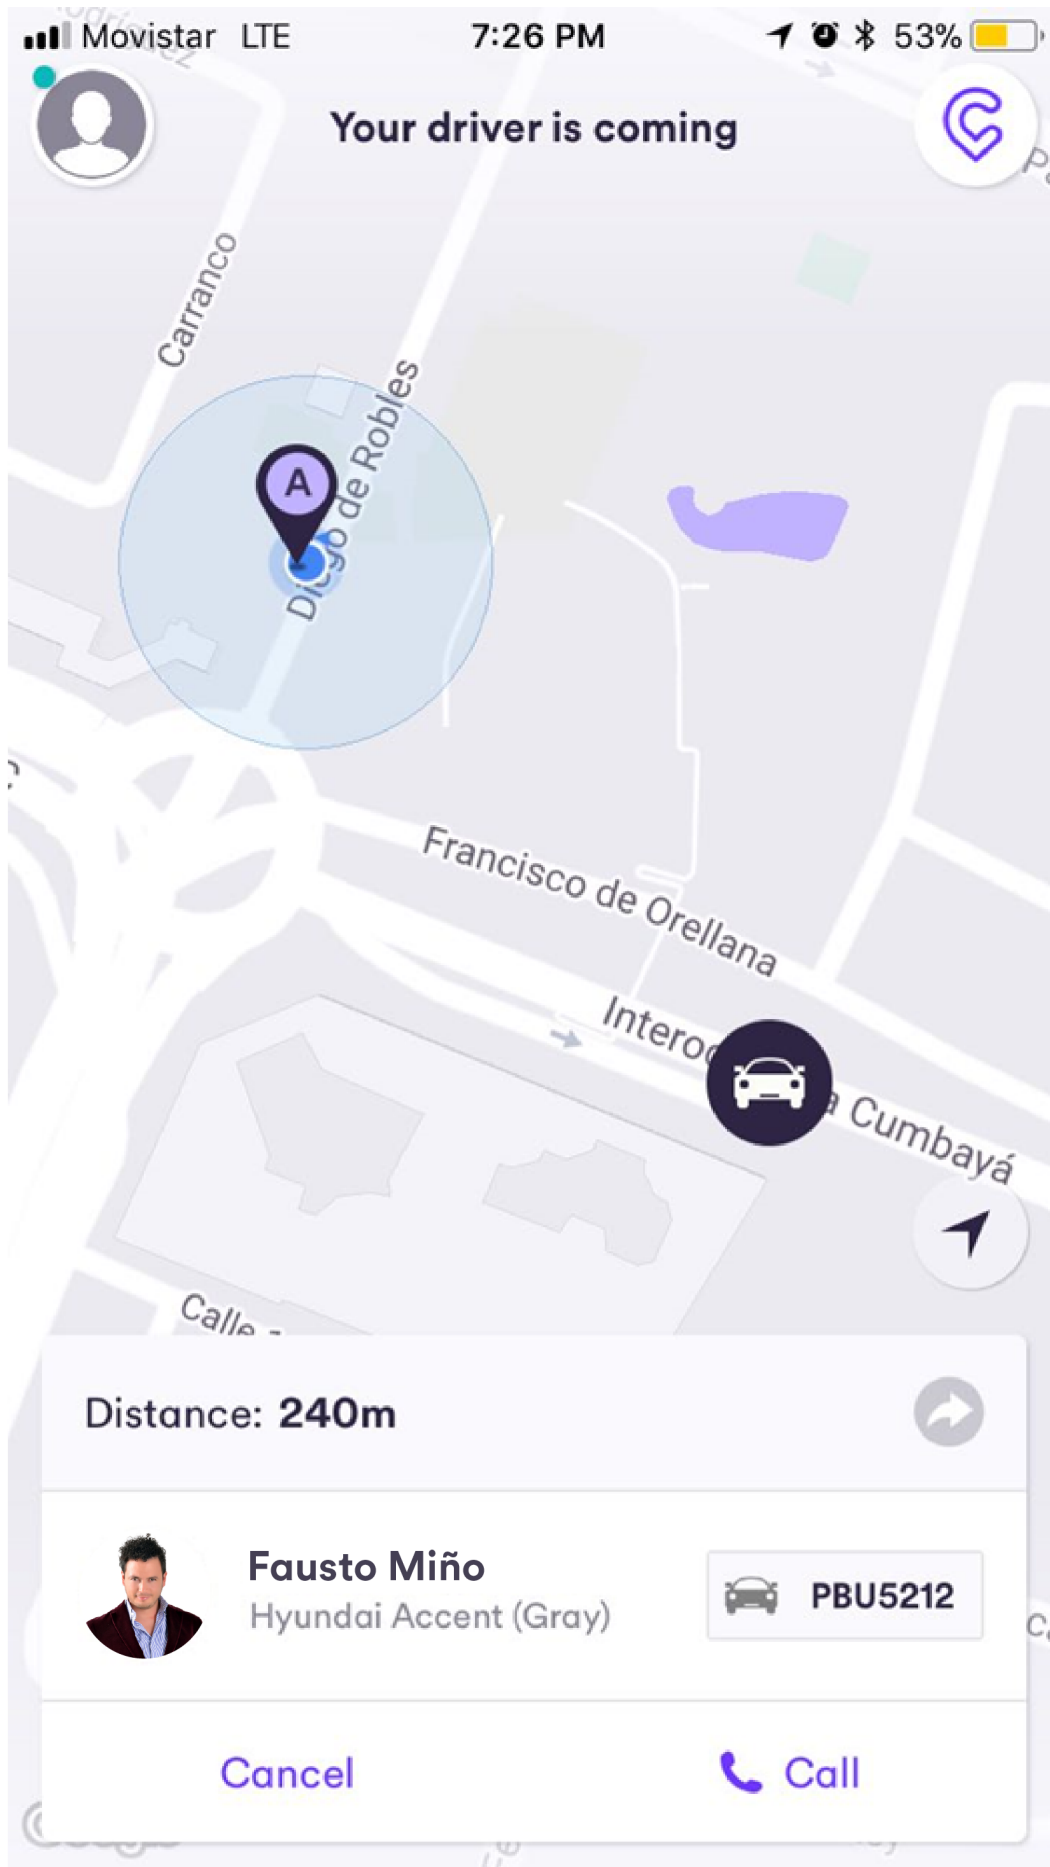 Movistar LTE 7:26 PM 53%
Your driver is coming
Carranco
Diego de Robles
A
Francisco de Orellana
Cumbayá
Calle
Distance: 240m
Fausto Miño
Hyundai Accent (Gray)
PBU5212
Cancel
Call